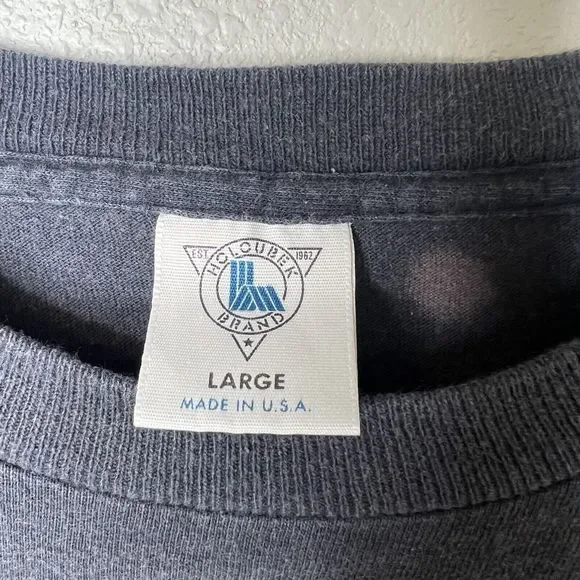 EST. 1962
HOLOUBEK
BRAND
LARGE
MADE IN U.S.A.